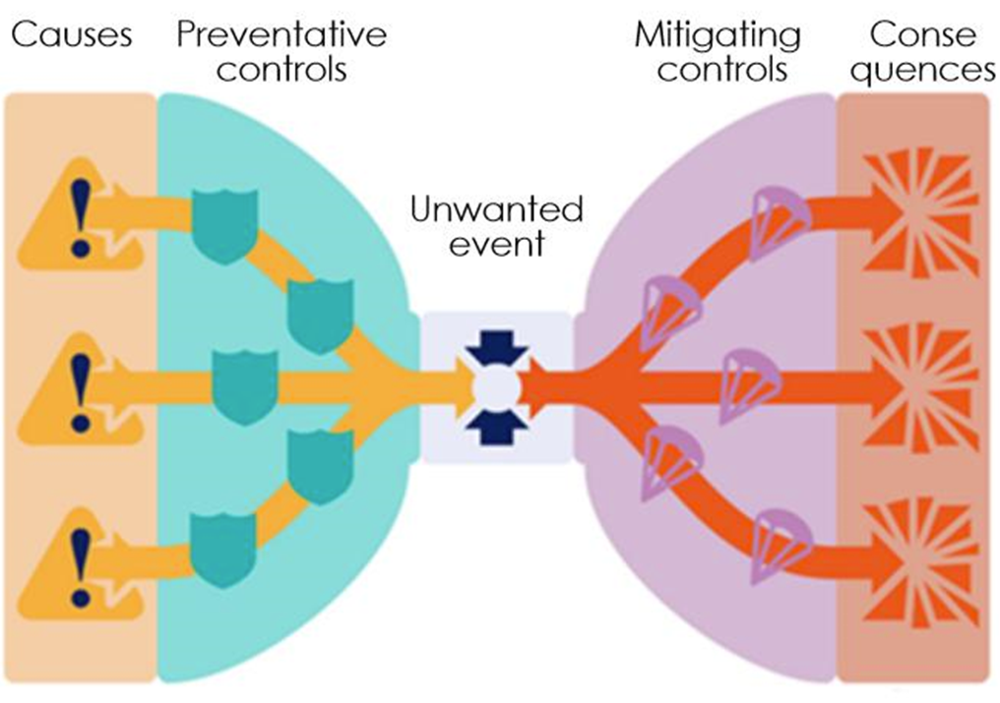 Causes
Preventative
controls
Unwanted
event
Mitigating
controls
Conse
quences